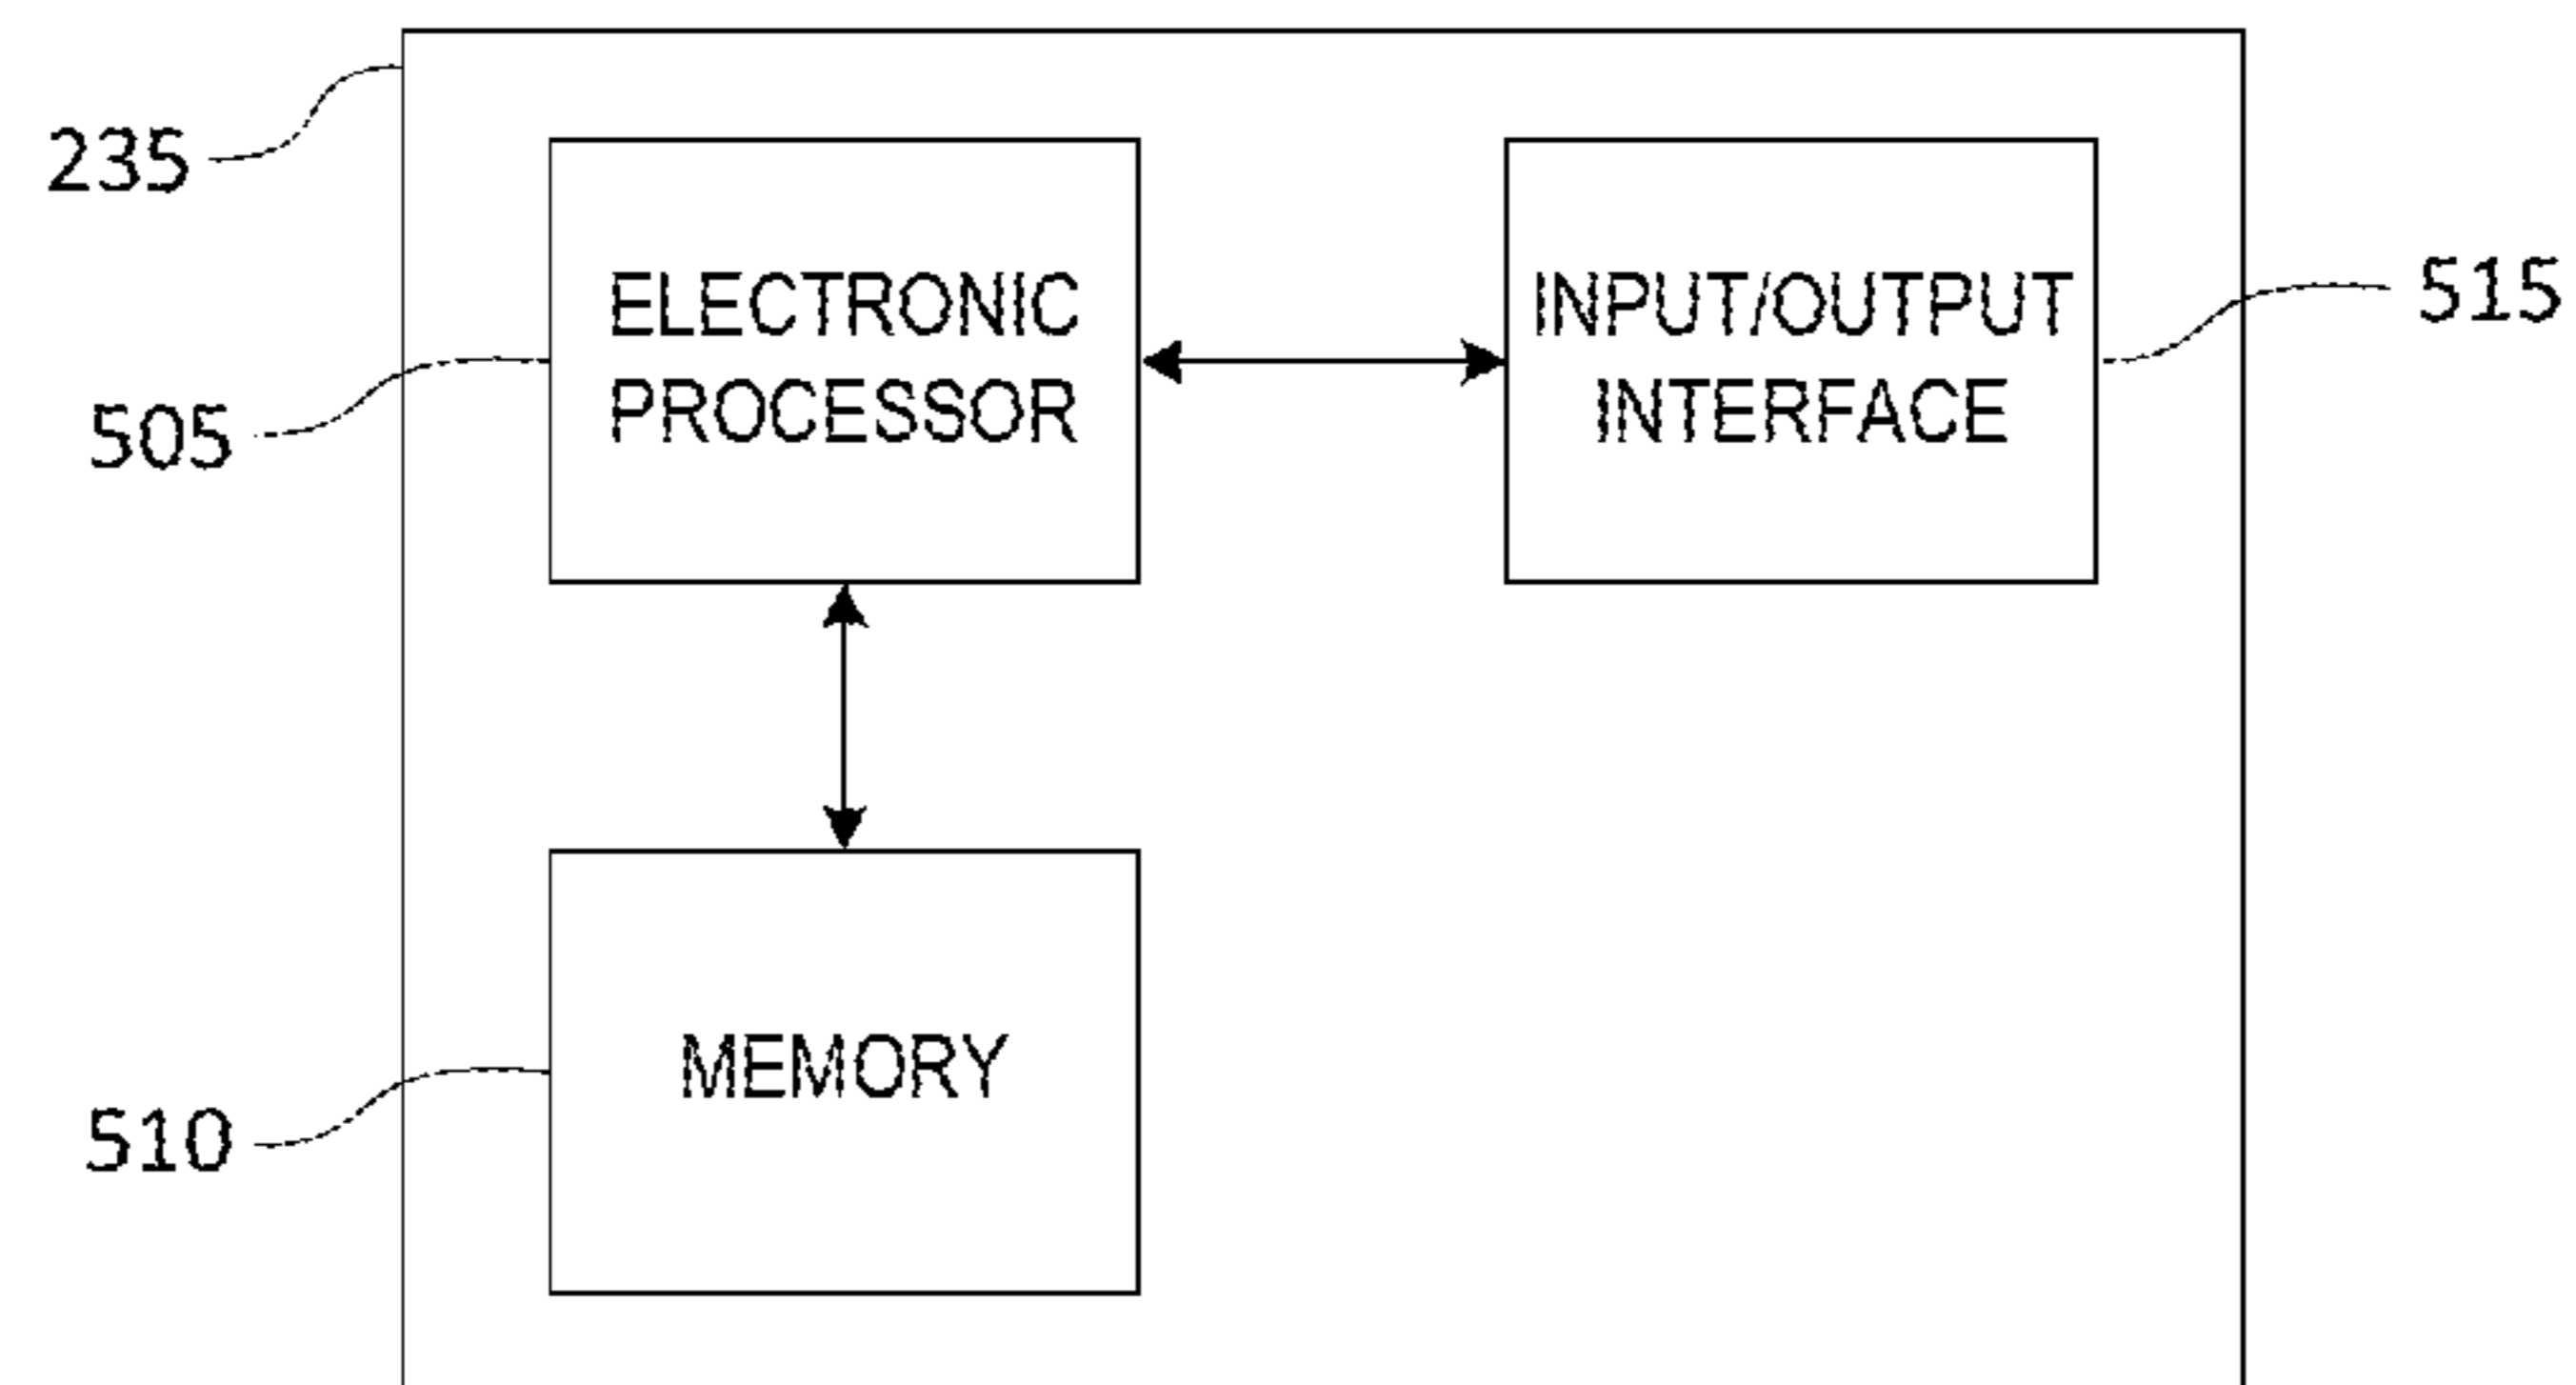 235
ELECTRONIC
PROCESSOR
505
INPUT/OUTPUT
INTERFACE
515
MEMORY
510